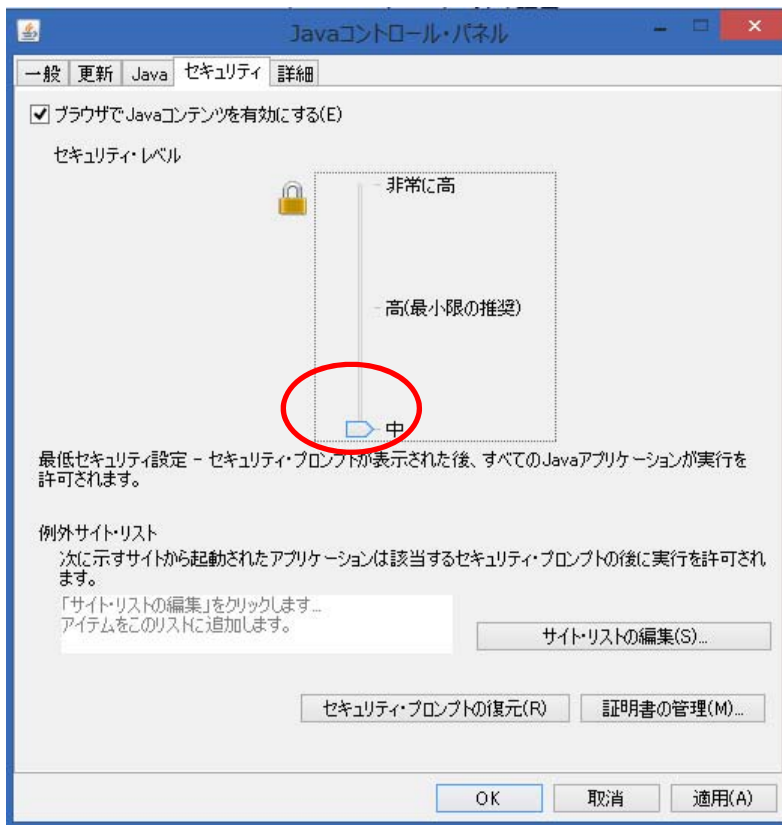 Javaコントロール・パネル
一般 更新 Java セキュリティ 詳細
ブラウザでJavaコンテンツを有効にする(E)
セキュリティ・レベル
非常に高
高(最小限の推奨)
中
最低セキュリティ設定 - セキュリティ・プロンプトが表示された後、すべてのJavaアプリケーションが実行を
許可されます。
例外サイト・リスト
次に示すサイトから起動されたアプリケーションは該当するセキュリティ・プロンプトの後に実行を許可され
ます。
「サイト・リストの編集」をクリックします...
アイテムをこのリストに追加します。
サイト・リストの編集(S)...
セキュリティ・プロンプトの復元(R) 証明書の管理(M)...
OK 取消 適用(A)